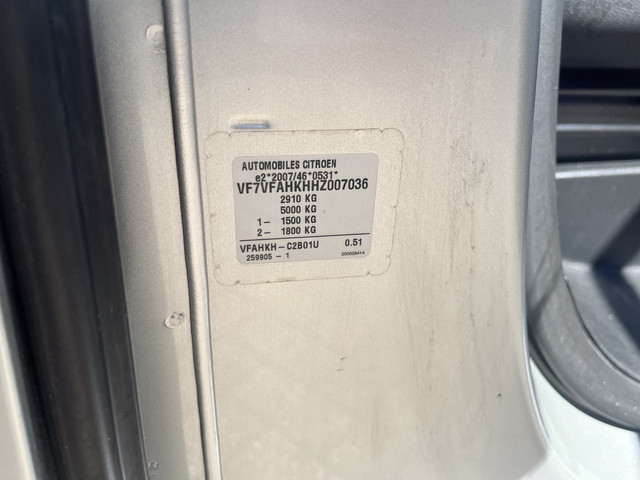 AUTOMOBILES CITROEN
e2*2007/46*0531*
VF7VFAHKHHZ007036
2910 KG
5000 KG
1- 1500 KG
2- 1800 KG
VFAHKH-C2B01U 0.51
259905 - 1 200009414